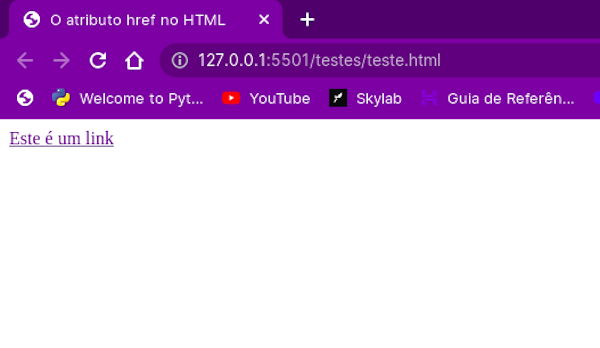 O atributo href no HTML
127.0.0.1:5501/testes/teste.html
Welcome to Pyt... YouTube Skylab Guia de Referên...
Este é um link